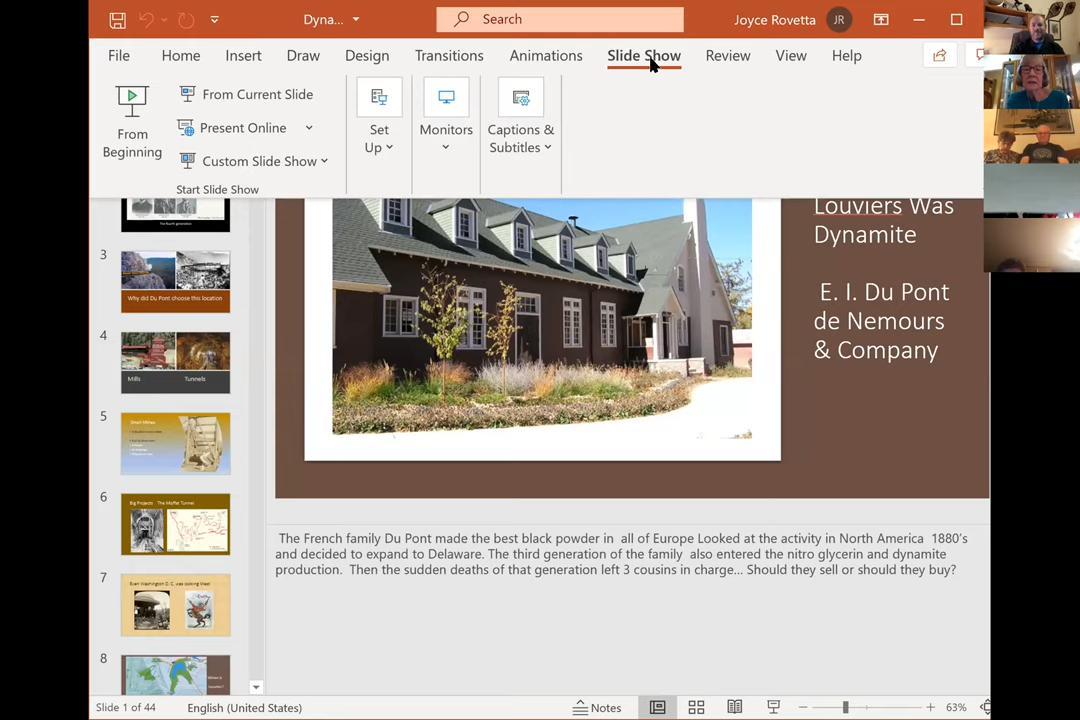 Dyna...
Search
Joyce Rovetta
JR
File
Home
Insert
Draw
Design
Transitions
Animations
Slide Show
Review
View
Help
From Beginning
From Current Slide
Present Online
Custom Slide Show
Set Up
Monitors
Captions & Subtitles
Start Slide Show
The fourth generation
3
Why did Du Pont choose this location
4
Mills
Tunnels
5
Small Mines
6
Big Projects The Moffat Tunnel
7
Even Washington D.C. was looking West
8
Louviers Was
Dynamite
E. I. Du Pont
de Nemours
& Company
The French family Du Pont made the best black powder in all of Europe Looked at the activity in North America 1880's
and decided to expand to Delaware. The third generation of the family also entered the nitro glycerin and dynamite
production. Then the sudden deaths of that generation left 3 cousins in charge... Should they sell or should they buy?
Slide 1 of 44
English (United States)
Notes
63%